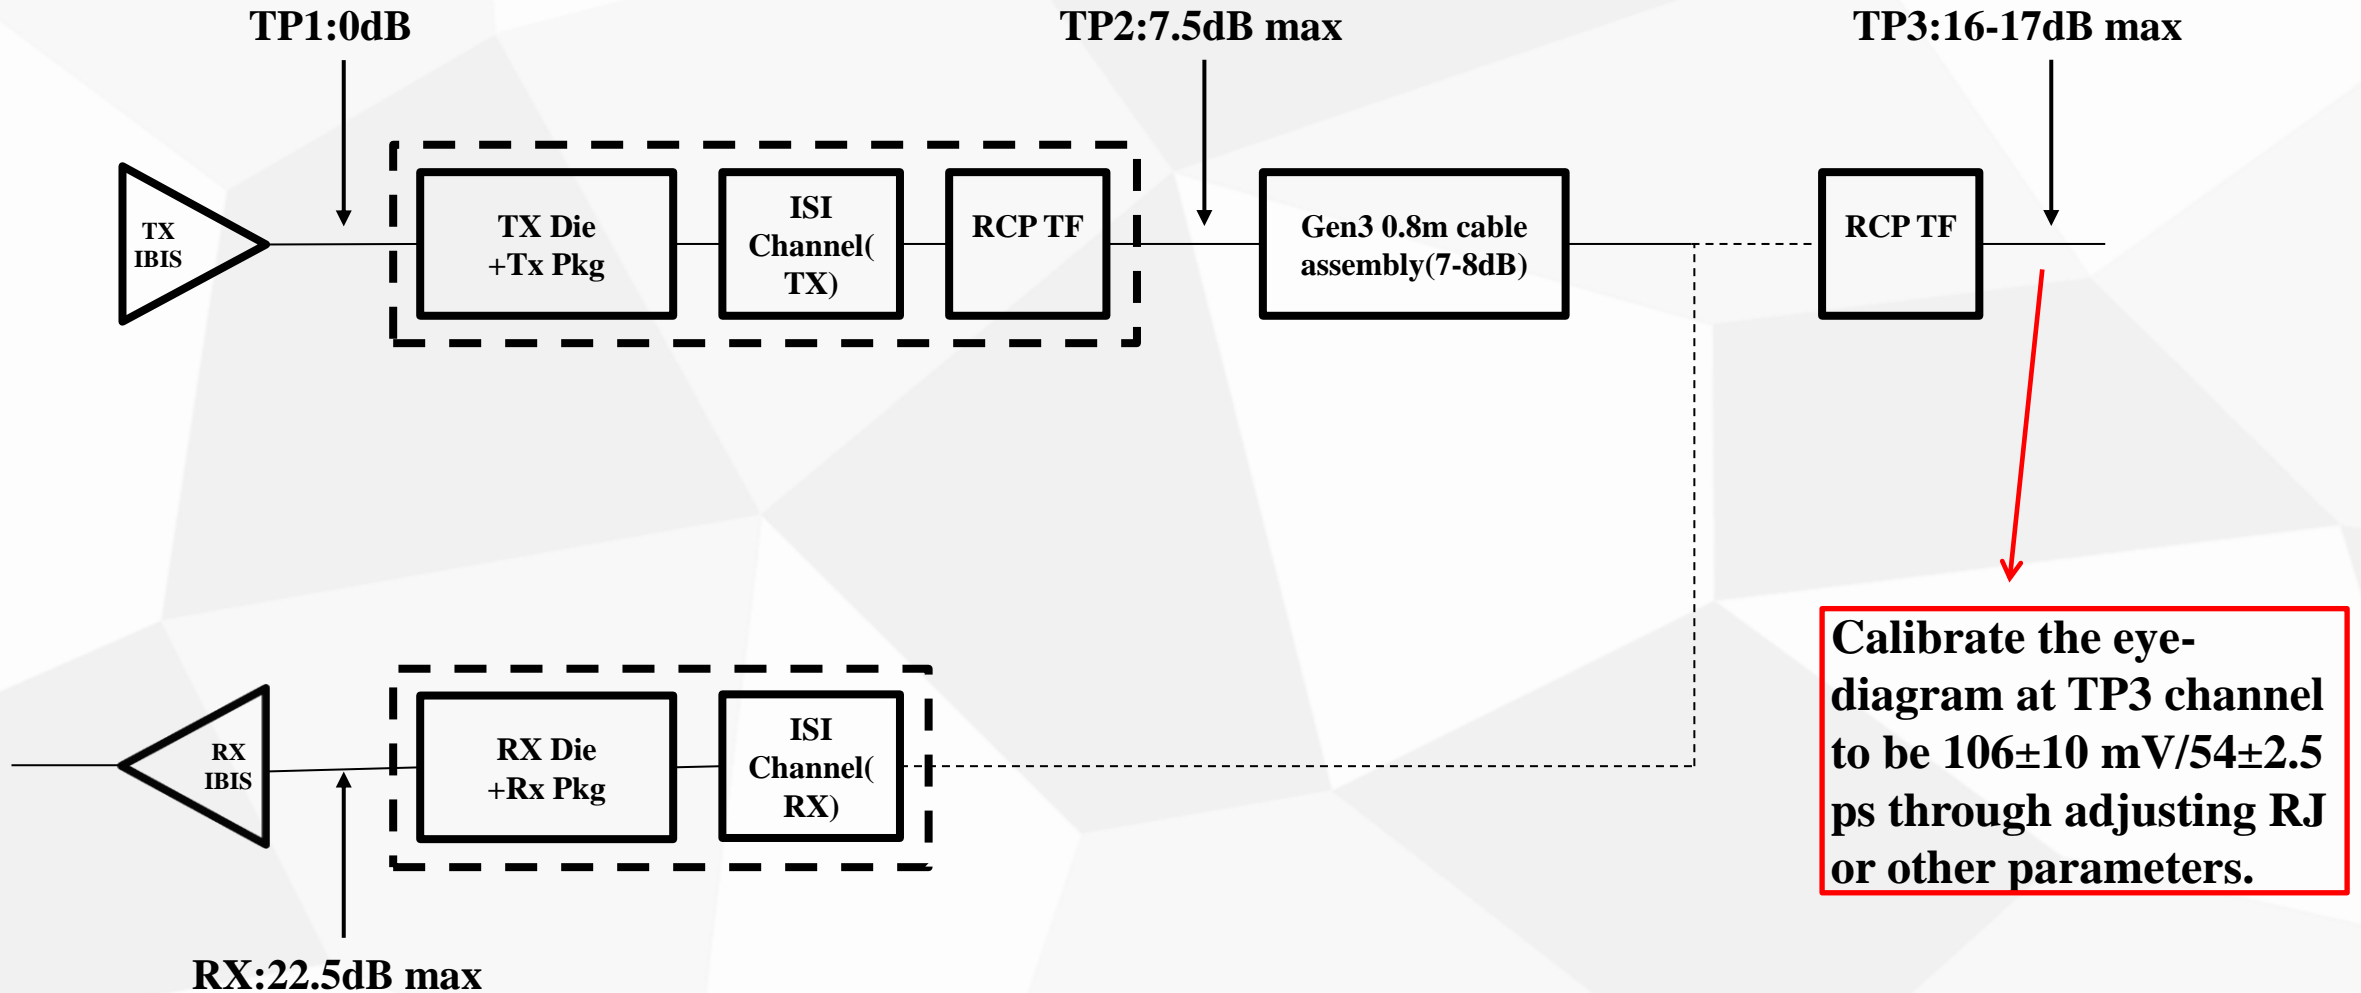 TP1:0dB
TP2:7.5dB max
TP3:16-17dB max
TX
IBIS
TX Die
+Tx Pkg
ISI
Channel(
TX)
RCP TF
Gen3 0.8m cable
assembly(7-8dB)
RCP TF
Calibrate the eye-
diagram at TP3 channel
to be 106±10 mV/54±2.5
ps through adjusting RJ
or other parameters.
RX
IBIS
RX Die
+Rx Pkg
ISI
Channel(
RX)
RX:22.5dB max